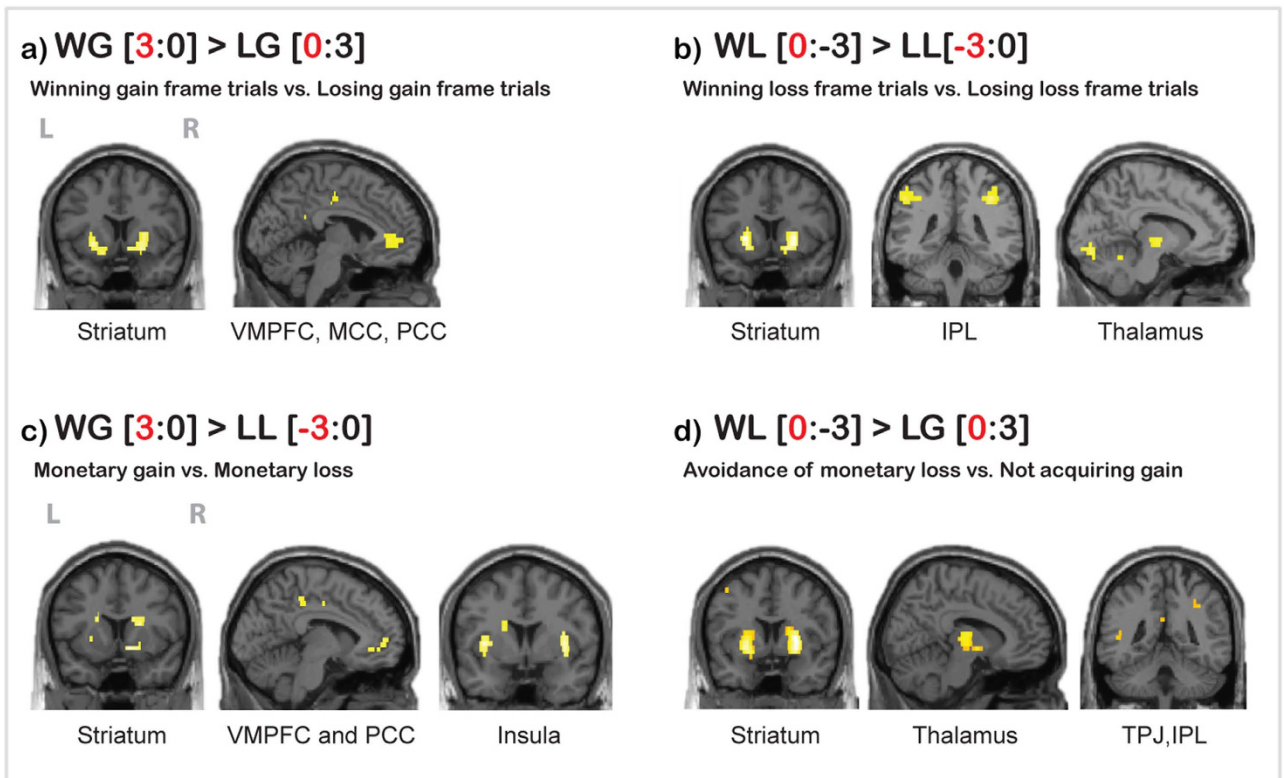 a) WG [3:0] > LG [0:3]
Winning gain frame trials vs. Losing gain frame trials
L R
Striatum
VMPFC, MCC, PCC
b) WL [0:-3] > LL[-3:0]
Winning loss frame trials vs. Losing loss frame trials
Striatum
IPL
Thalamus
c) WG [3:0] > LL [-3:0]
Monetary gain vs. Monetary loss
L R
Striatum
VMPFC and PCC
Insula
d) WL [0:-3] > LG [0:3]
Avoidance of monetary loss vs. Not acquiring gain
Striatum
Thalamus
TPJ,IPL